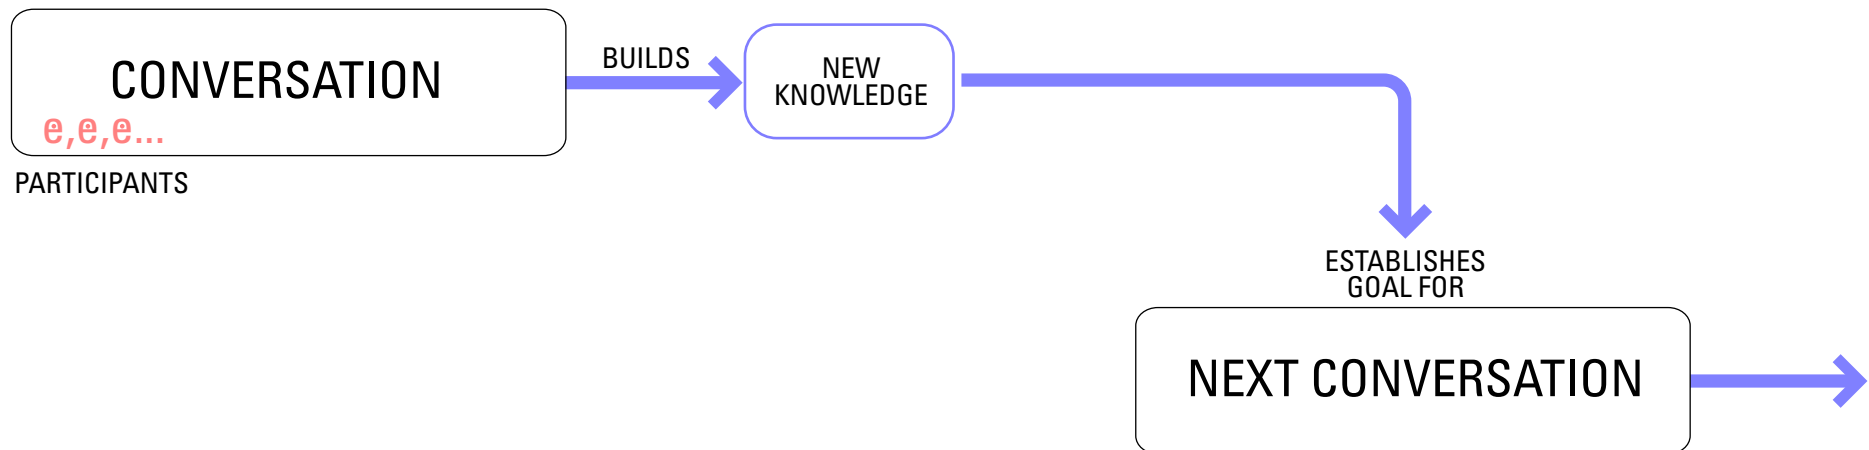 CONVERSATION
e,e,e...
PARTICIPANTS
BUILDS
NEW
KNOWLEDGE
ESTABLISHES
GOAL FOR
NEXT CONVERSATION